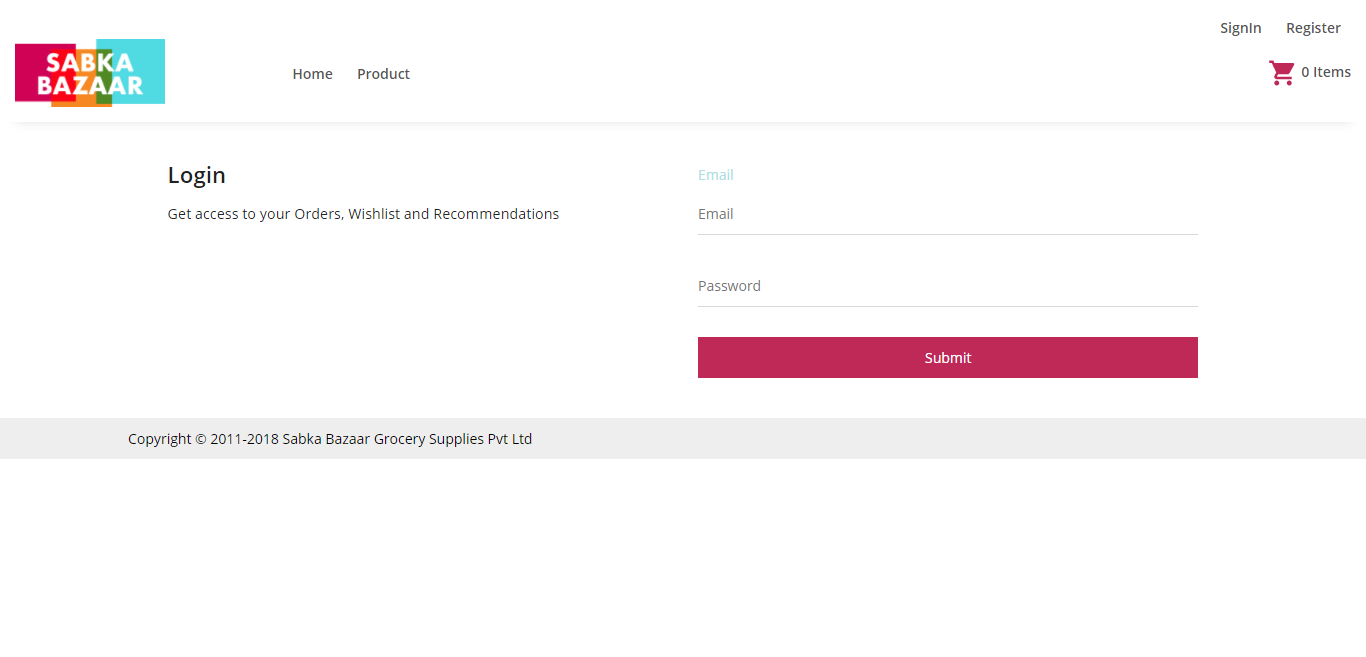 SignIn Register
SABKA
BAZAAR
Home Product
0 Items
Login
Get access to your Orders, Wishlist and Recommendations
Email
Email
Password
Submit
Copyright © 2011-2018 Sabka Bazaar Grocery Supplies Pvt Ltd